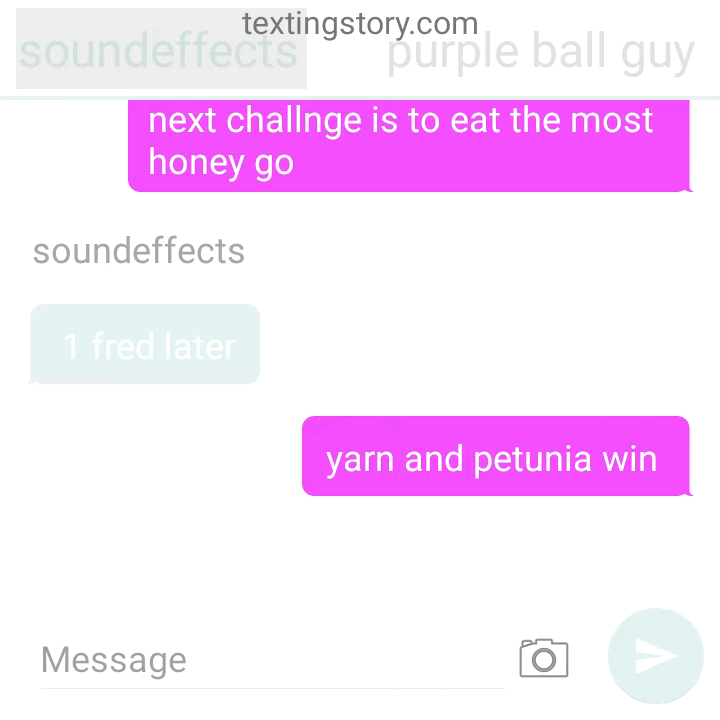 textingstory.com
soundeffects purple ball guy
next challnge is to eat the most
honey go
soundeffects
1 fred later
yarn and petunia win
Message